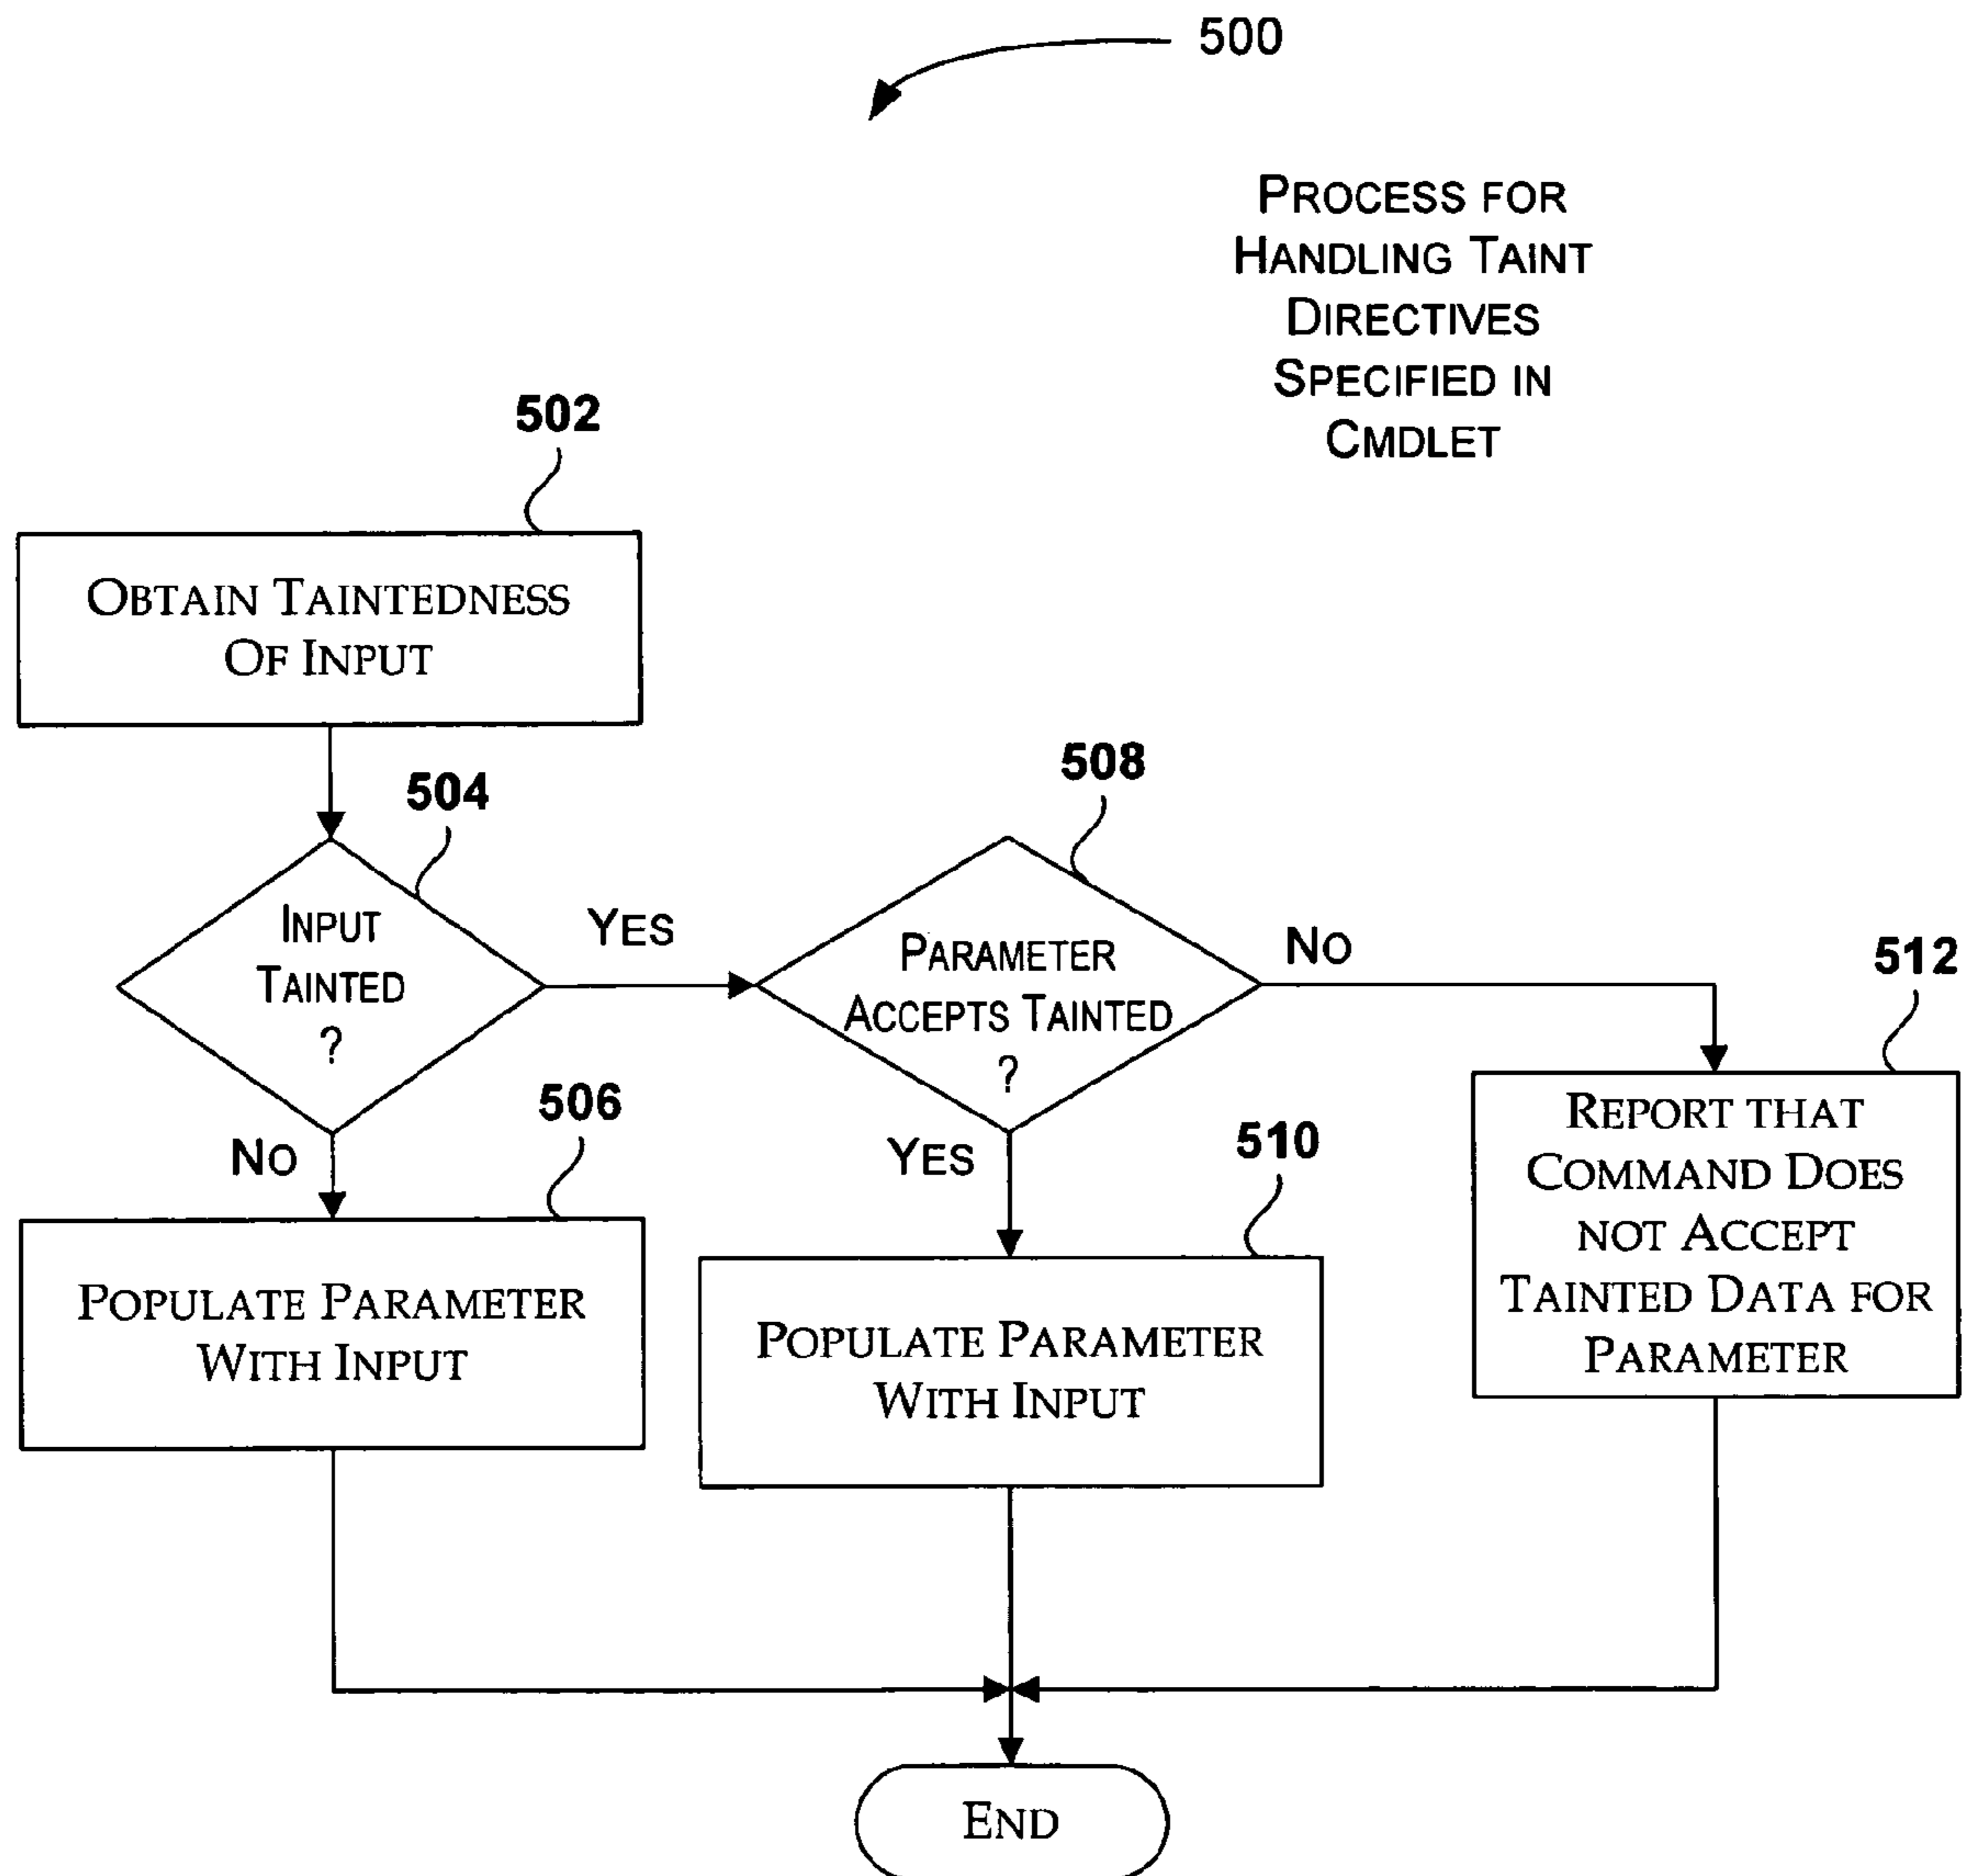 500
PROCESS FOR
HANDLING TAINT
DIRECTIVES
SPECIFIED IN
CMDLET
502
OBTAIN TAINTEDNESS
OF INPUT
504
INPUT
TAINTED
?
YES
NO
508
PARAMETER
ACCEPTS TAINTED
?
NO
YES
506
POPULATE PARAMETER
WITH INPUT
510
POPULATE PARAMETER
WITH INPUT
512
REPORT THAT
COMMAND DOES
NOT ACCEPT
TAINTED DATA FOR
PARAMETER
END